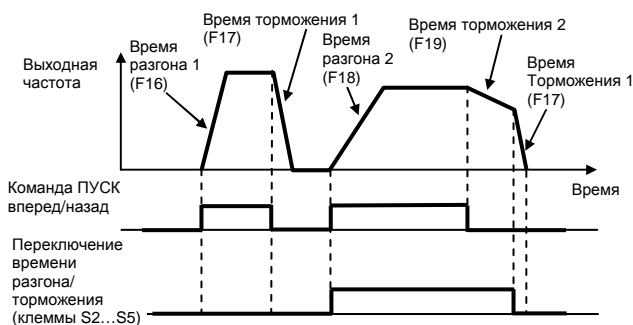 Выходная
частота
Время
разгона 1
(F16)
Время торможения 1
(F17)
Время
разгона 2
(F18)
Время торможения 2
(F19)
Время
Торможения 1
(F17)
Время
Команда ПУСК
вперед/назад
Переключение
времени
разгона/
торможения
(клеммы S2...S5)